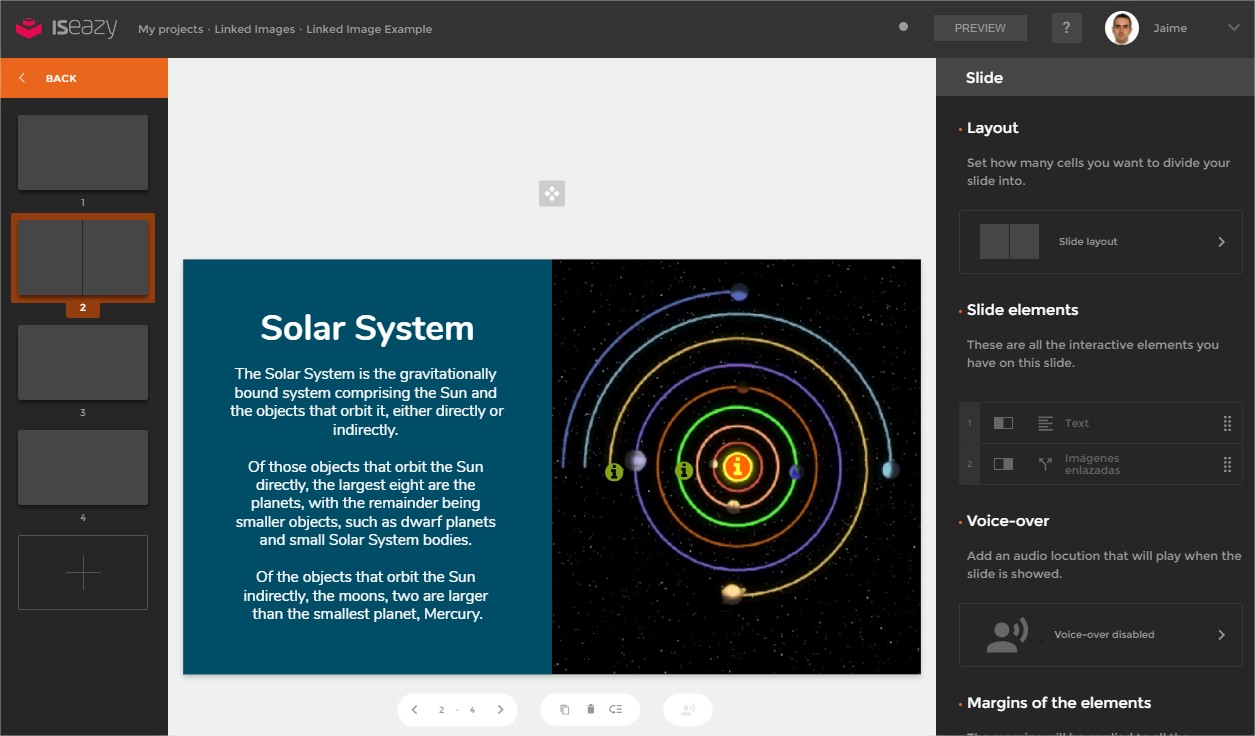 ISeazy
My projects · Linked Images · Linked Image Example
PREVIEW
?
Jaime
BACK
1
2
3
4
Solar System
The Solar System is the gravitationally
bound system comprising the Sun and
the objects that orbit it, either directly or
indirectly.
Of those objects that orbit the Sun
directly, the largest eight are the
planets, with the remainder being
smaller objects, such as dwarf planets
and small Solar System bodies.
Of the objects that orbit the Sun
indirectly, the moons, two are larger
than the smallest planet, Mercury.
2 - 4
Slide
Layout
Set how many cells you want to divide your
slide into.
Slide layout
Slide elements
These are all the interactive elements you
have on this slide.
1 Text
2 Imágenes
enlazadas
Voice-over
Add an audio locution that will play when the
slide is showed.
Voice-over disabled
Margins of the elements